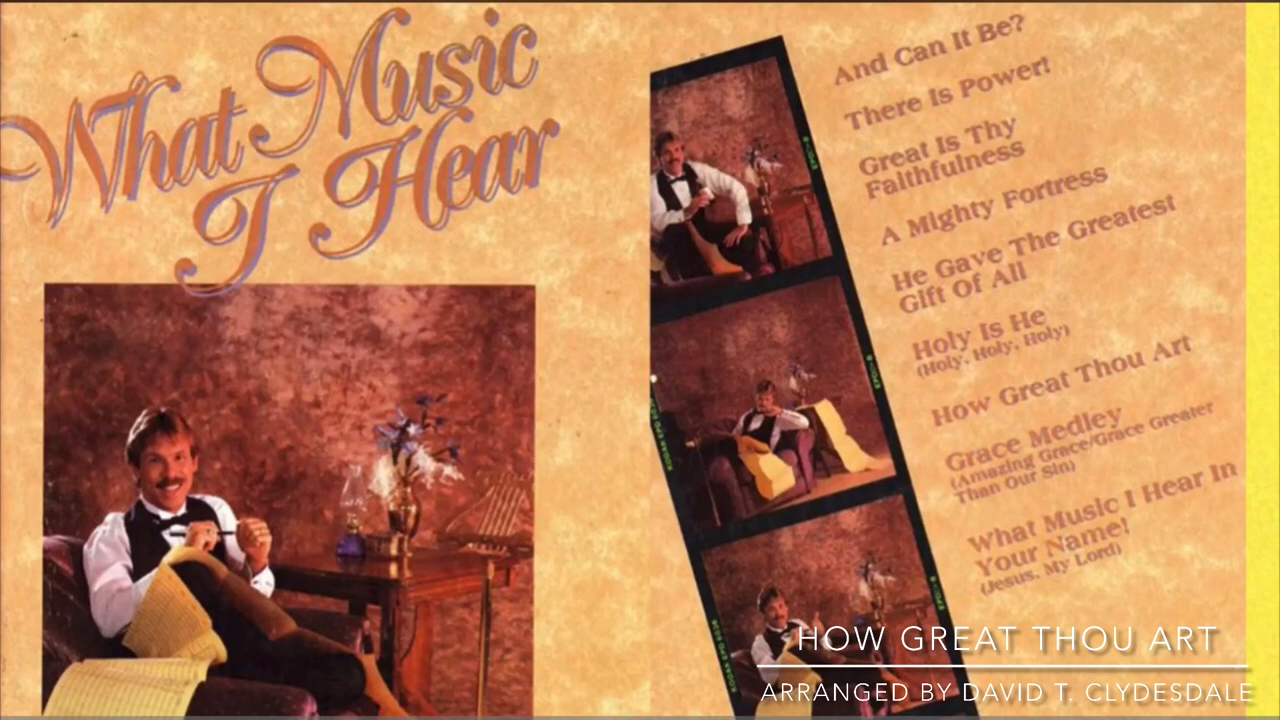 What Music
I Hear
And Can It Be?
There Is Power!
Great Is Thy
Faithfulness
A Mighty Fortress
He Gave The Greatest
Gift Of All
Holy Is He
(Holy, Holy, Holy)
How Great Thou Art
Grace Medley
(Amazing Grace/Grace Greater
Than Our Sin)
What Music I Hear In
Your Name!
(Jesus, My Lord)
HOW GREAT THOU ART
ARRANGED BY DAVID T. CLYDESDALE